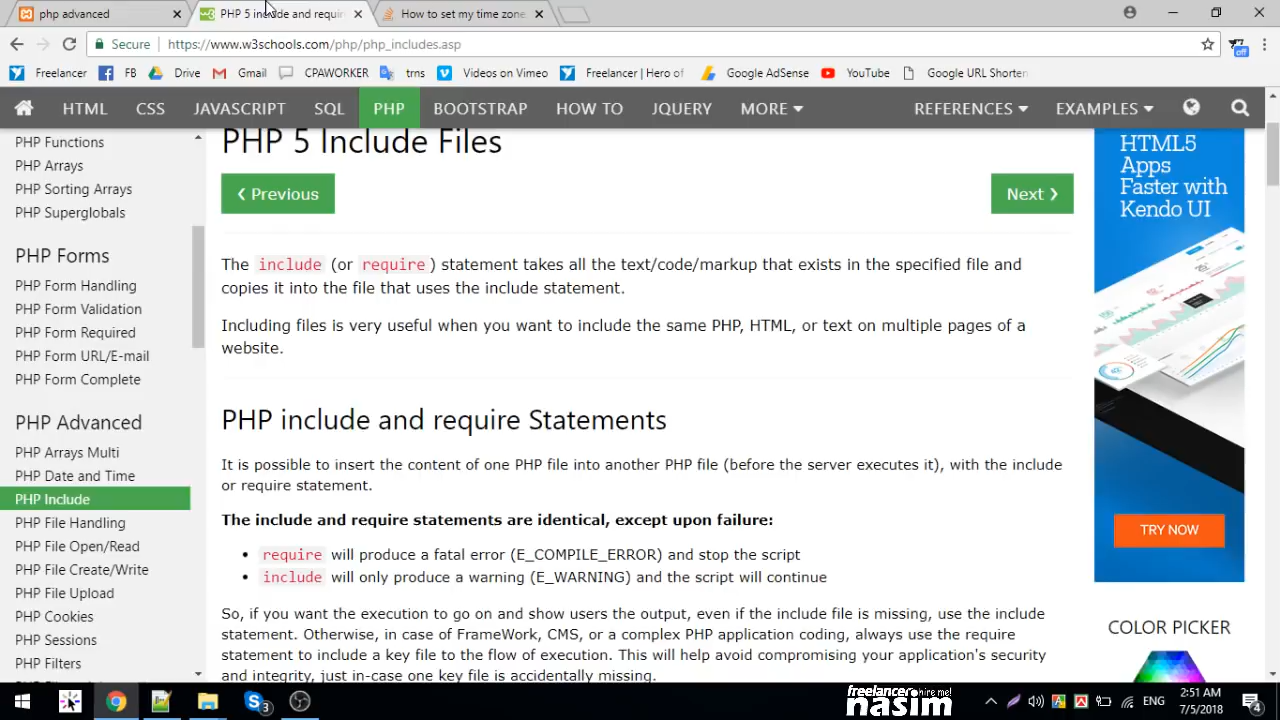 php advanced
PHP 5 include and requir
How to set my time zone
Secure
https://www.w3schools.com/php/php_includes.asp
Freelancer
FB
Drive
Gmail
CPAWORKER
trns
Videos on Vimeo
Freelancer | Hero of
Google AdSense
YouTube
Google URL Shorten
off
HTML
CSS
JAVASCRIPT
SQL
PHP
BOOTSTRAP
HOW TO
JQUERY
MORE
REFERENCES
EXAMPLES
PHP Functions
PHP Arrays
PHP Sorting Arrays
PHP Superglobals
PHP Forms
PHP Form Handling
PHP Form Validation
PHP Form Required
PHP Form URL/E-mail
PHP Form Complete
PHP Advanced
PHP Arrays Multi
PHP Date and Time
PHP Include
PHP File Handling
PHP File Open/Read
PHP File Create/Write
PHP File Upload
PHP Cookies
PHP Sessions
PHP Filters
PHP 5 Include Files
❮ Previous
Next ❯
The include (or require ) statement takes all the text/code/markup that exists in the specified file and
copies it into the file that uses the include statement.
Including files is very useful when you want to include the same PHP, HTML, or text on multiple pages of a
website.
PHP include and require Statements
It is possible to insert the content of one PHP file into another PHP file (before the server executes it), with the include
or require statement.
The include and require statements are identical, except upon failure:
• require will produce a fatal error (E_COMPILE_ERROR) and stop the script
• include will only produce a warning (E_WARNING) and the script will continue
So, if you want the execution to go on and show users the output, even if the include file is missing, use the include
statement. Otherwise, in case of FrameWork, CMS, or a complex PHP application coding, always use the require
statement to include a key file to the flow of execution. This will help avoid compromising your application's security
and integrity, just in-case one key file is accidentally missing.
HTML5
Apps
Faster with
Kendo UI
TRY NOW
COLOR PICKER
3
freelancer hire me!
nasim
ENG
2:51 AM
7/5/2018
4